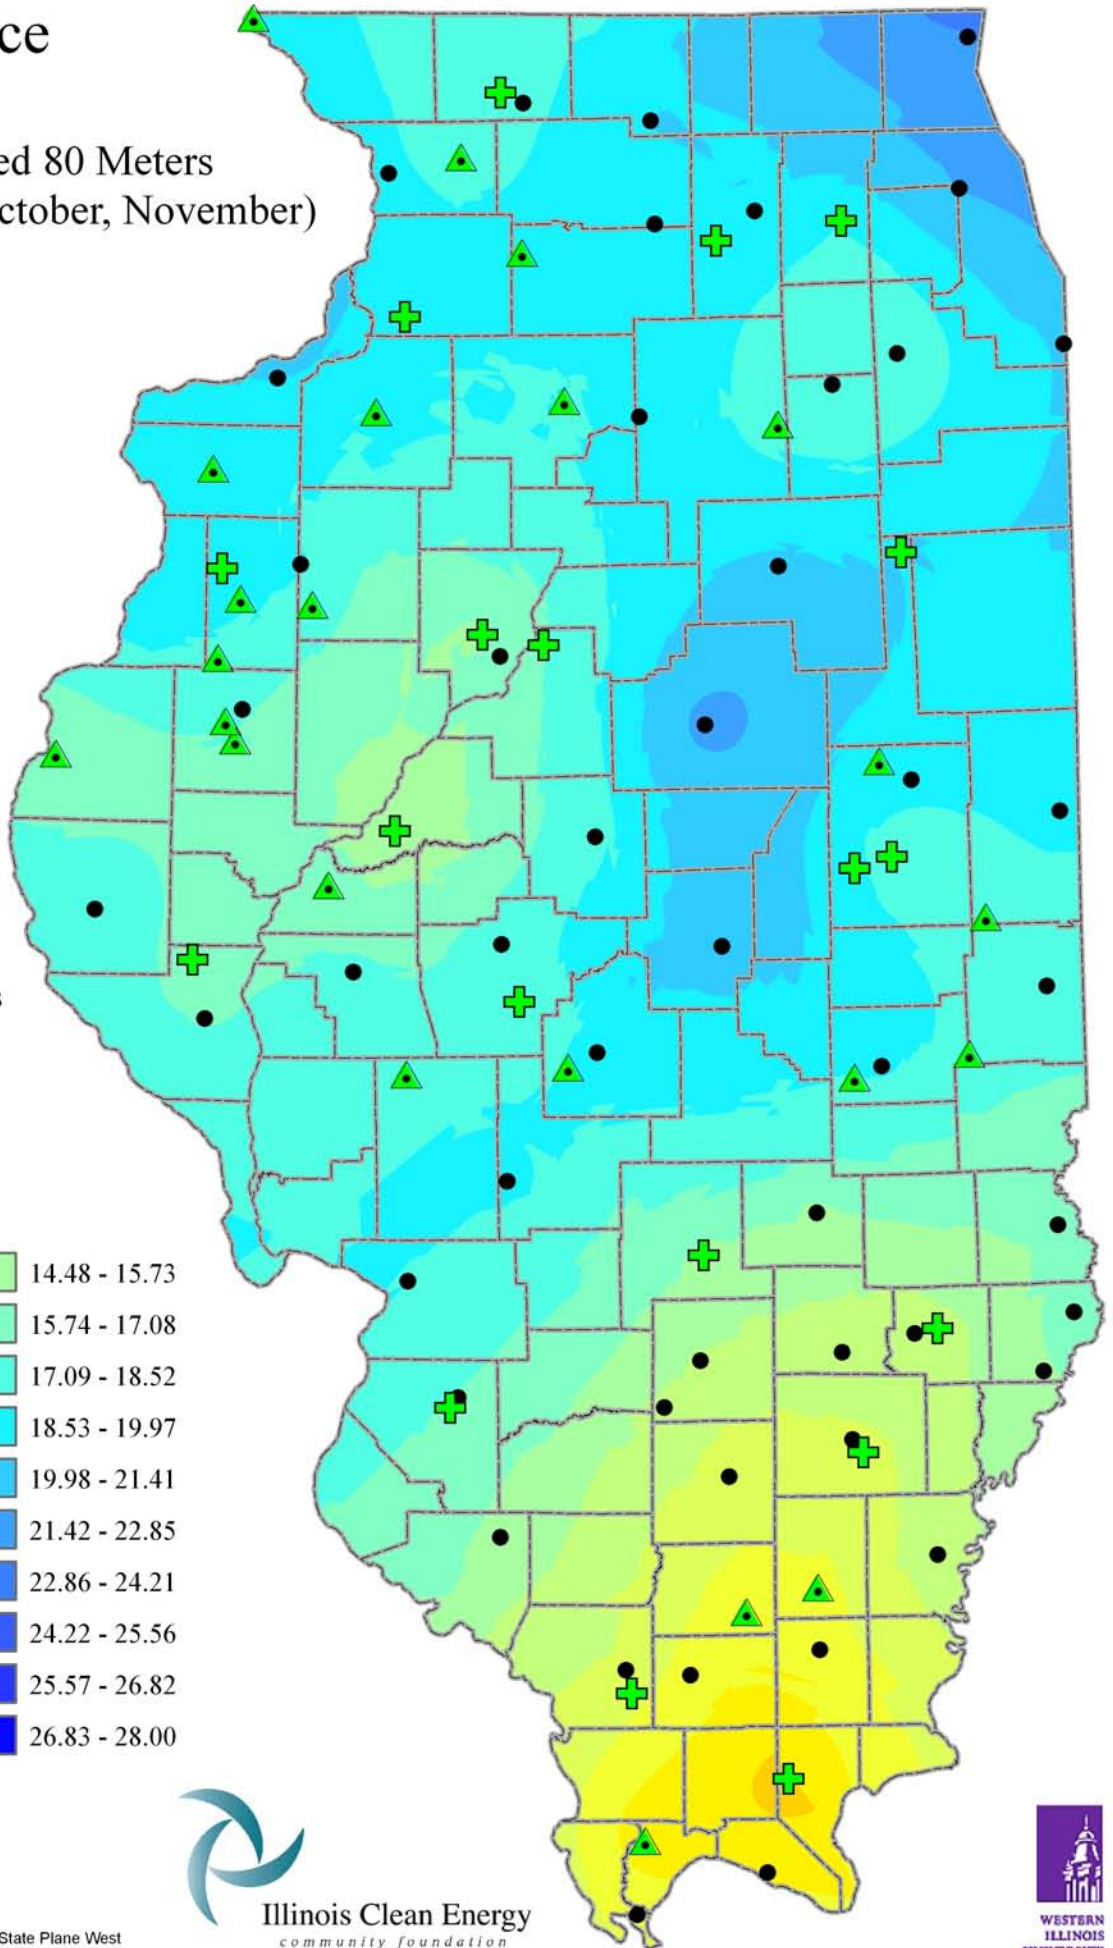 ce
ed 80 Meters
ctober, November)
s
14.48 - 15.73
15.74 - 17.08
17.09 - 18.52
18.53 - 19.97
19.98 - 21.41
21.42 - 22.85
22.86 - 24.21
24.22 - 25.56
25.57 - 26.82
26.83 - 28.00
Illinois Clean Energy
community foundation
State Plane West
WESTERN
ILLINOIS
UNIVERSITY